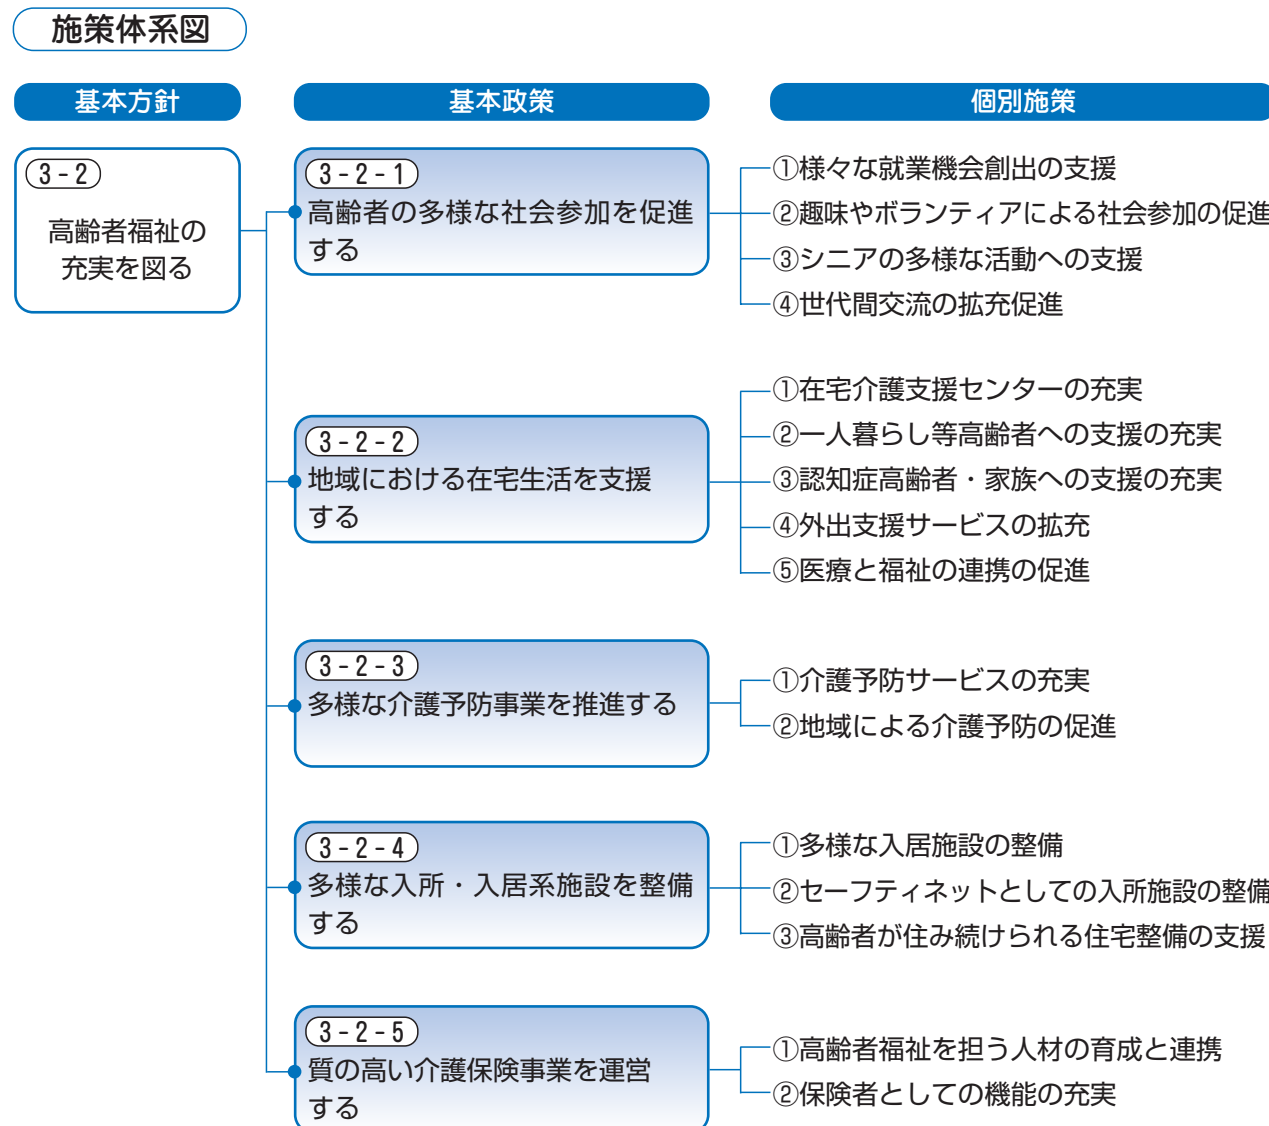 施策体系図
基本方針
基本政策
個別施策
3-2
高齢者福祉の
充実を図る
3-2-1
高齢者の多様な社会参加を促進
する
①様々な就業機会創出の支援
②趣味やボランティアによる社会参加の促進
③シニアの多様な活動への支援
④世代間交流の拡充促進
3-2-2
地域における在宅生活を支援
する
①在宅介護支援センターの充実
②一人暮らし等高齢者への支援の充実
③認知症高齢者・家族への支援の充実
④外出支援サービスの拡充
⑤医療と福祉の連携の促進
3-2-3
多様な介護予防事業を推進する
①介護予防サービスの充実
②地域による介護予防の促進
3-2-4
多様な入所・入居系施設を整備
する
①多様な入居施設の整備
②セーフティネットとしての入所施設の整備
③高齢者が住み続けられる住宅整備の支援
3-2-5
質の高い介護保険事業を運営
する
①高齢者福祉を担う人材の育成と連携
②保険者としての機能の充実